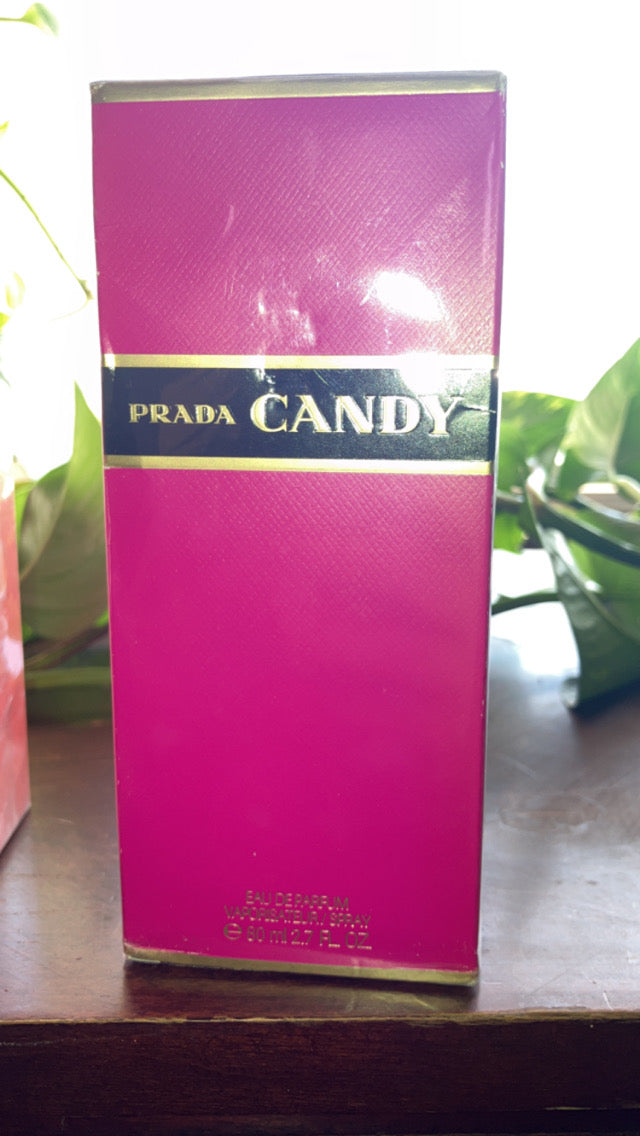 PRADA CANDY
EAU DE PARFUM
VAPORISATEUR / SPRAY
℮ 80 ml 2.7 FL. OZ